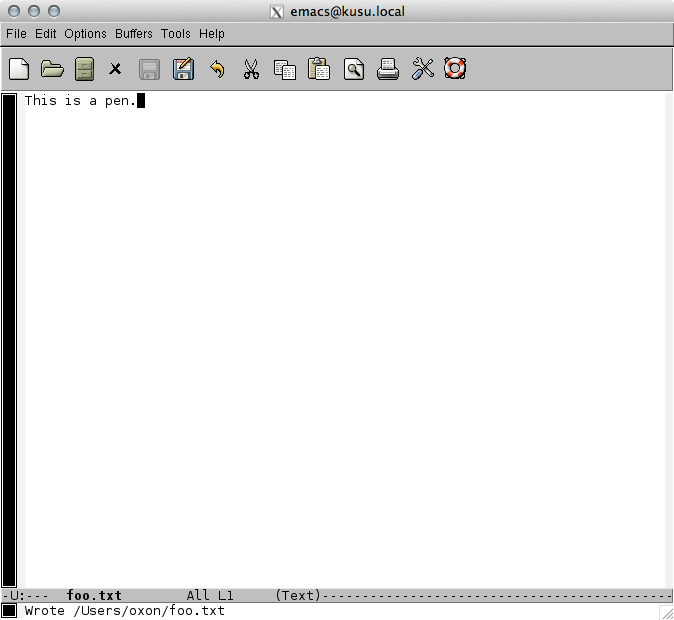 emacs@kusu.local
File Edit Options Buffers Tools Help
This is a pen.
-U:--- foo.txt All L1 (Text)-------------------------------------------
Wrote /Users/oxon/foo.txt